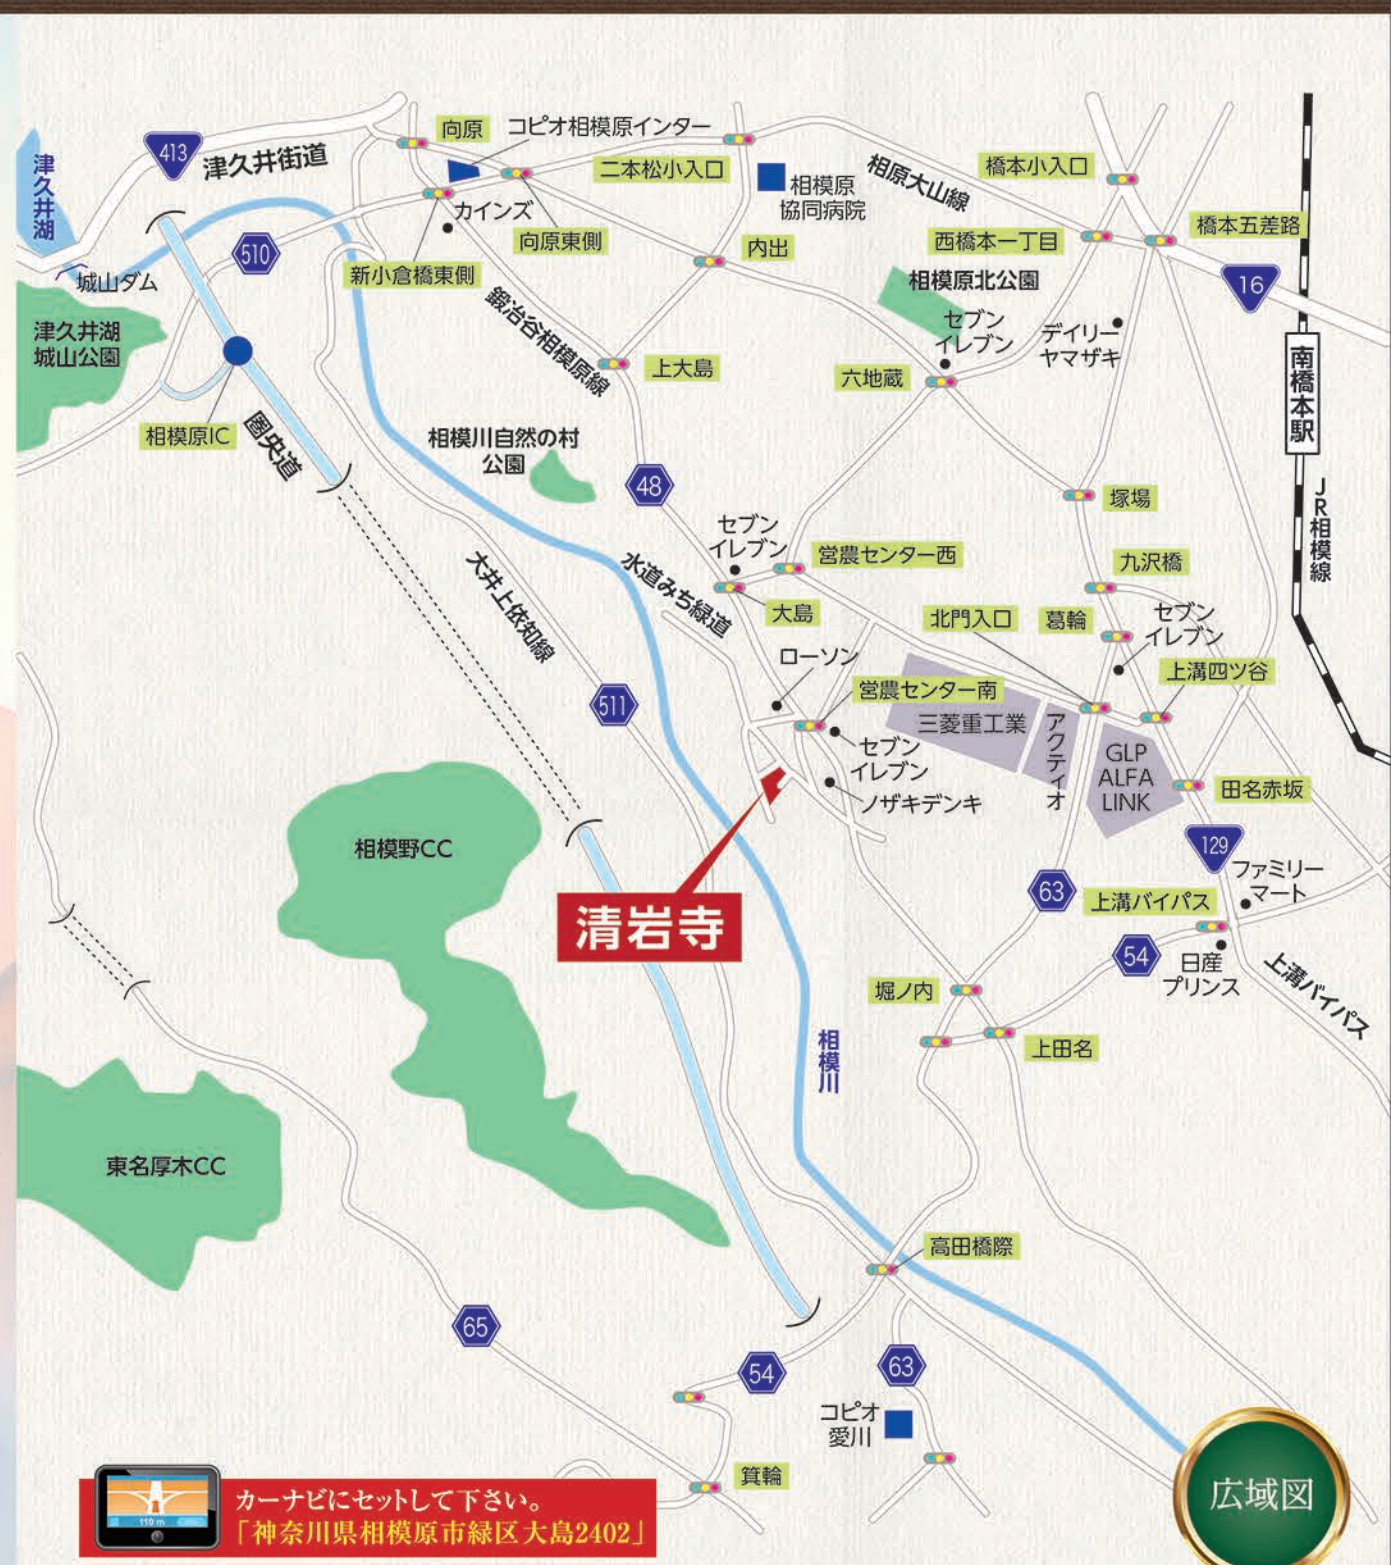 向原
コピオ相模原インター
413
津久井街道
津久井湖
二本松小入口
相模原
協同病院
相原大山線
橋本小入口
カインズ
向原東側
510
新小倉橋東側
城山ダム
内出
西橋本一丁目
橋本五差路
16
相模原北公園
セブン
イレブン
デイリー
ヤマザキ
津久井湖
城山公園
鍛冶谷相模原線
上大島
六地蔵
南橋本駅
JR相模線
相模原IC
圏央道
相模川自然の村
公園
48
塚場
セブン
イレブン
営農センター西
九沢橋
水道みち緑道
大井上依知線
大島
北門入口
葛輪
セブン
イレブン
ローソン
上溝四ツ谷
営農センター南
511
三菱重工業
アクティオ
GLP
ALFA
LINK
セブン
イレブン
ノザキデンキ
田名赤坂
129
相模野CC
ファミリー
マート
63
上溝バイパス
清岩寺
54
日産
プリンス
上溝バイパス
堀ノ内
上田名
相模川
東名厚木CC
高田橋際
65
54
63
コピオ
愛川
箕輪
広域図
110 m
カーナビにセットして下さい。
「神奈川県相模原市緑区大島2402」